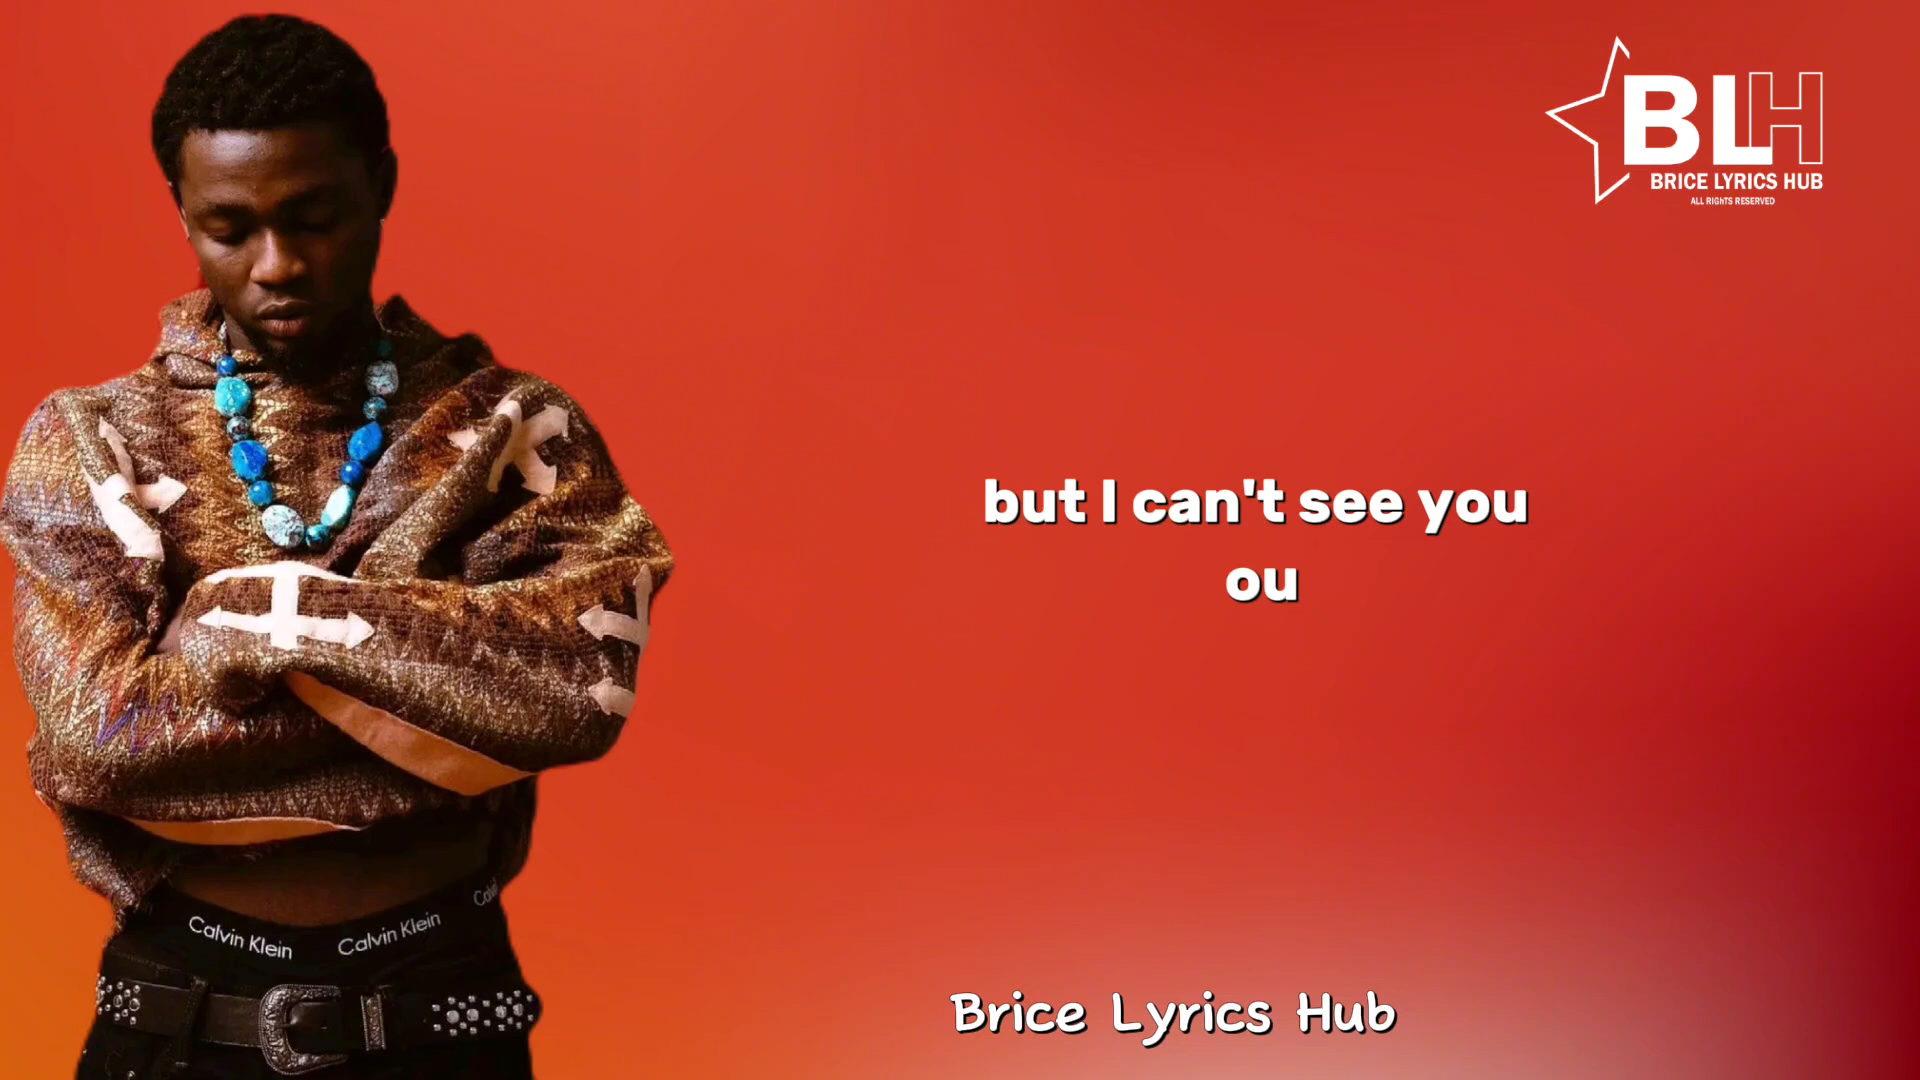 BLH
BRICE LYRICS HUB
ALL RIGHTS RESERVED
but I can't see you
ou
Calvin Klein
Calvin Klein
Brice Lyrics Hub